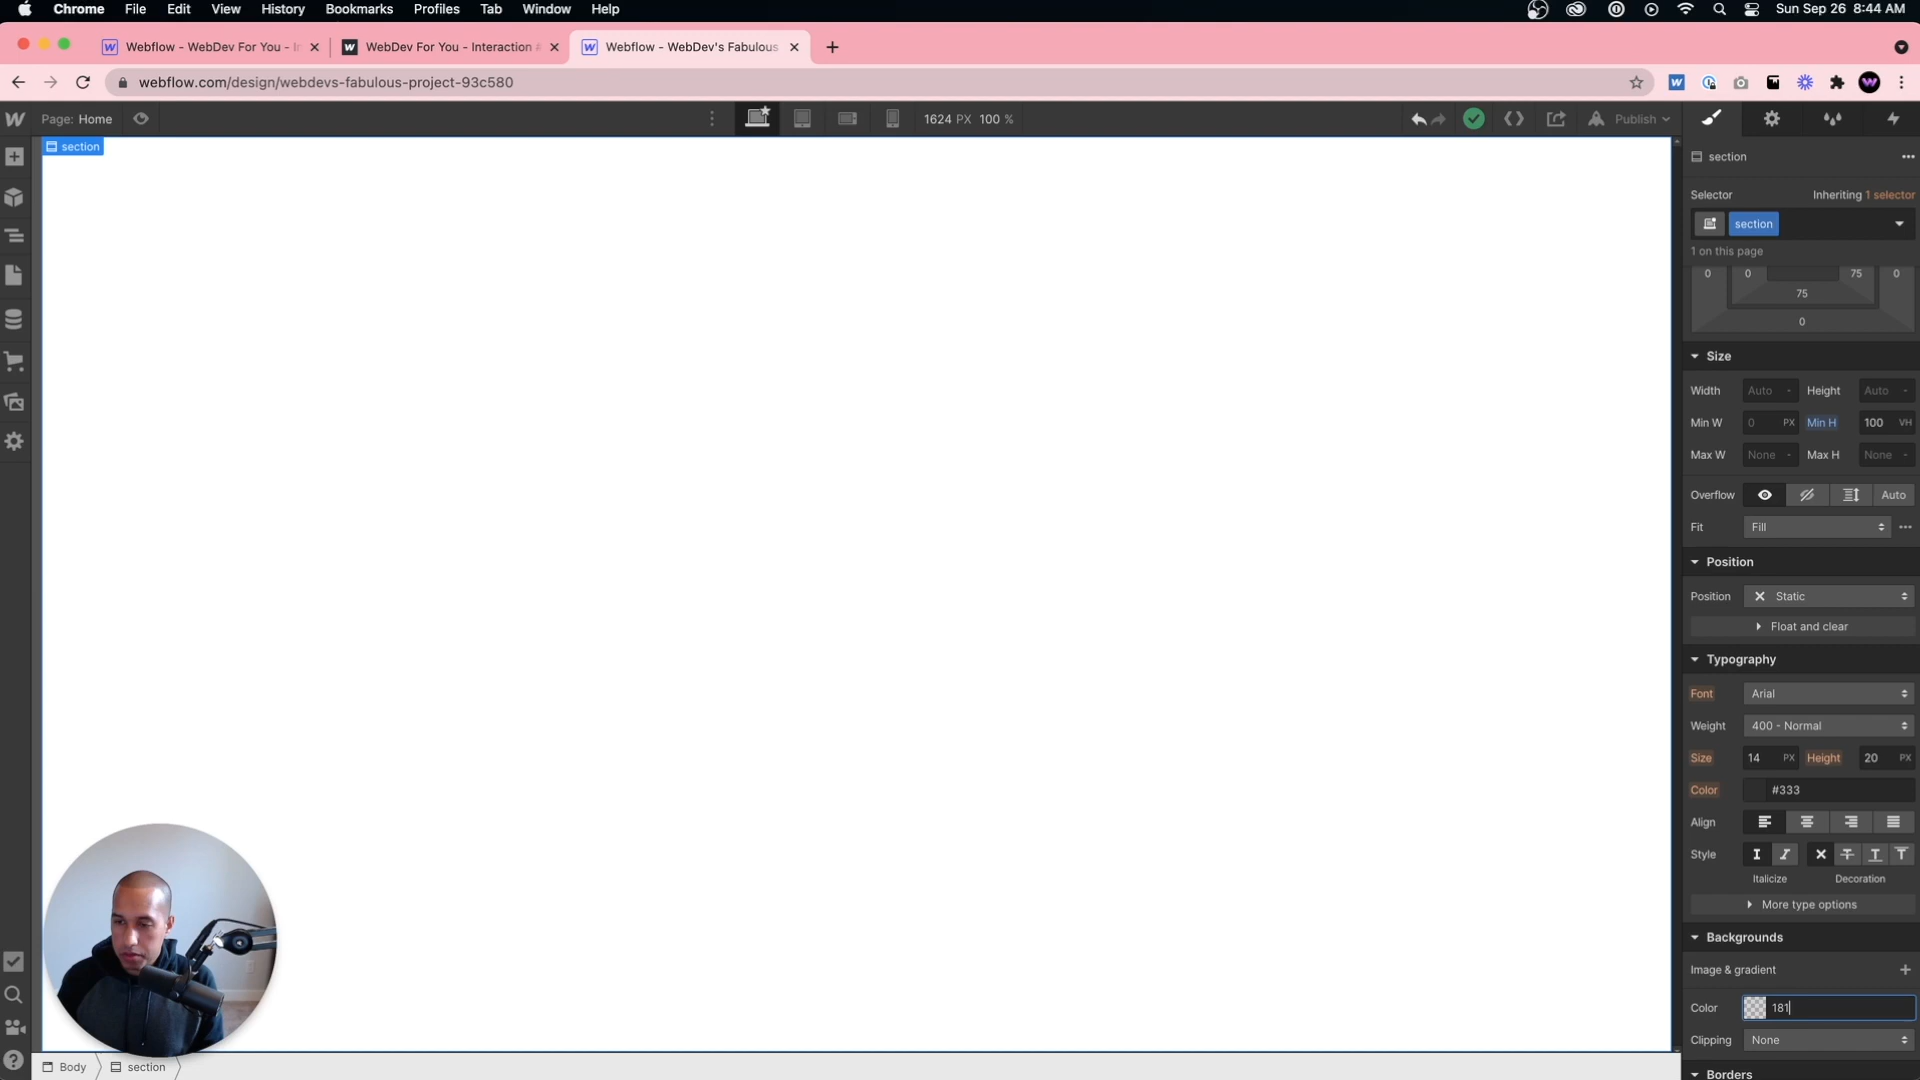 Chrome File Edit View History Bookmarks Profiles Tab Window Help Sun Sep 26 8:44 AM
Webflow - WebDev For You - I
WebDev For You - Interaction #
Webflow - WebDev's Fabulous
webflow.com/design/webdevs-fabulous-project-93c580
Page: Home
1624 PX 100 %
Publish
section
section
Selector
Inheriting 1 selector
section
1 on this page
0 0 75 0
75
0
Size
Width Auto - Height Auto -
Min W 0 PX Min H 100 VH
Max W None - Max H None -
Overflow Auto
Fit Fill
Position
Position Static
Float and clear
Typography
Font Arial
Weight 400 - Normal
Size 14 PX Height 20 PX
Color #333
Align
Style
Italicize Decoration
More type options
Backgrounds
Image & gradient
Color 181
Clipping None
Borders
Body section